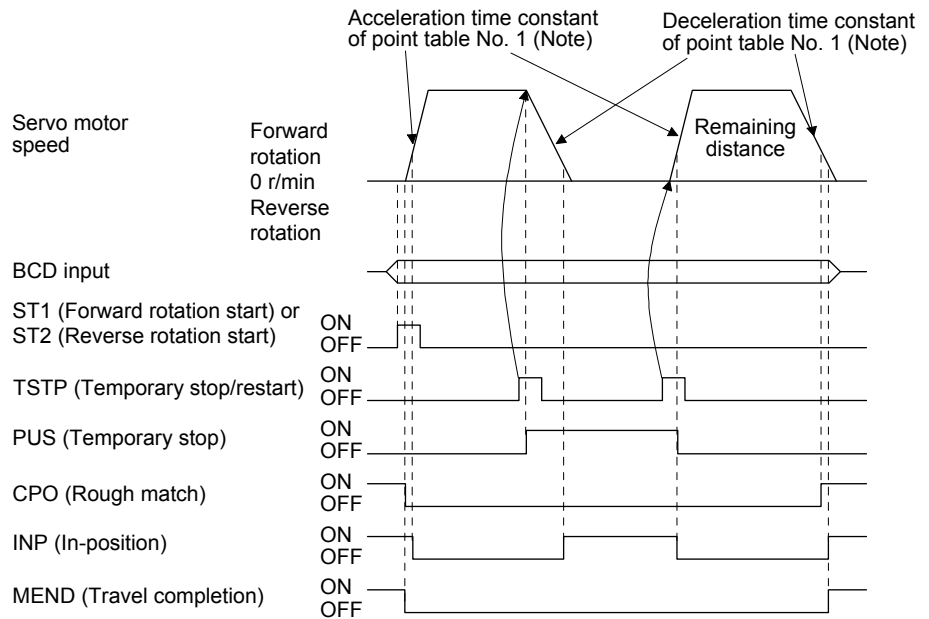 Acceleration time constant
of point table No. 1 (Note)
Deceleration time constant
of point table No. 1 (Note)
Servo motor
speed
Forward
rotation
0 r/min
Reverse
rotation
Remaining
distance
BCD input
ST1 (Forward rotation start) or
ST2 (Reverse rotation start)
ON
OFF
TSTP (Temporary stop/restart)
ON
OFF
PUS (Temporary stop)
ON
OFF
CPO (Rough match)
ON
OFF
INP (In-position)
ON
OFF
MEND (Travel completion)
ON
OFF